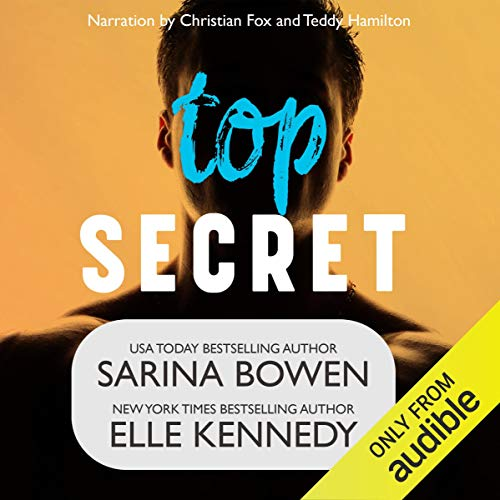 Narration by Christian Fox and Teddy Hamilton
top
SECRET
USA TODAY BESTSELLING AUTHOR
SARINA BOWEN
NEW YORK TIMES BESTSELLING AUTHOR
ELLE KENNEDY
ONLY FROM
audible